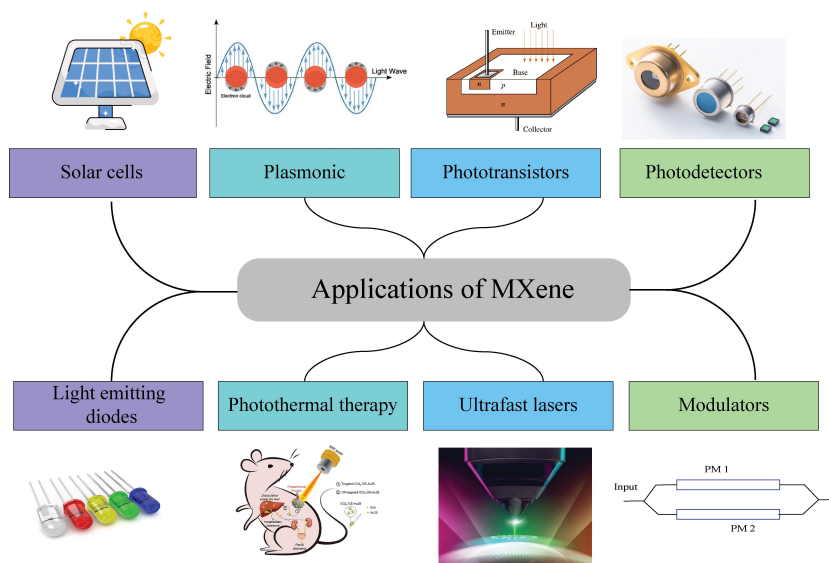 Electric Field
Light Wave
Electron cloud
Emitter
Light
Base
n
p
n
Collector
Solar cells
Plasmonic
Phototransistors
Photodetectors
Applications of MXene
Light emitting
diodes
Photothermal therapy
Ultrafast lasers
Modulators
Input
PM 1
PM 2